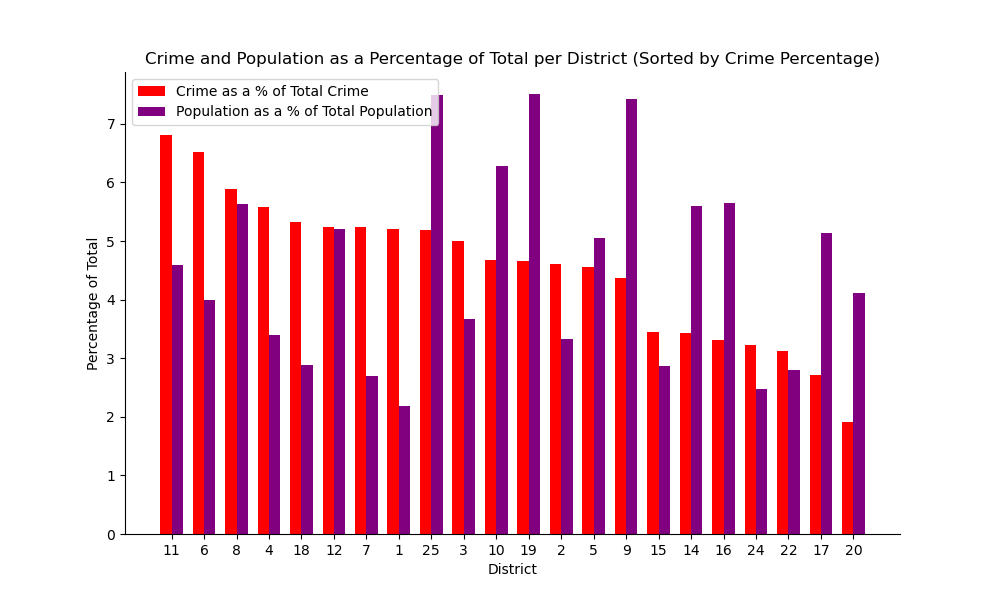 Crime and Population as a Percentage of Total per District (Sorted by Crime Percentage)
Crime as a % of Total Crime
Population as a % of Total Population
7
6
5
4
3
2
1
0
Percentage of Total
11 6 8 4 18 12 7 1 25 3 10 19 2 5 9 15 14 16 24 22 17 20
District